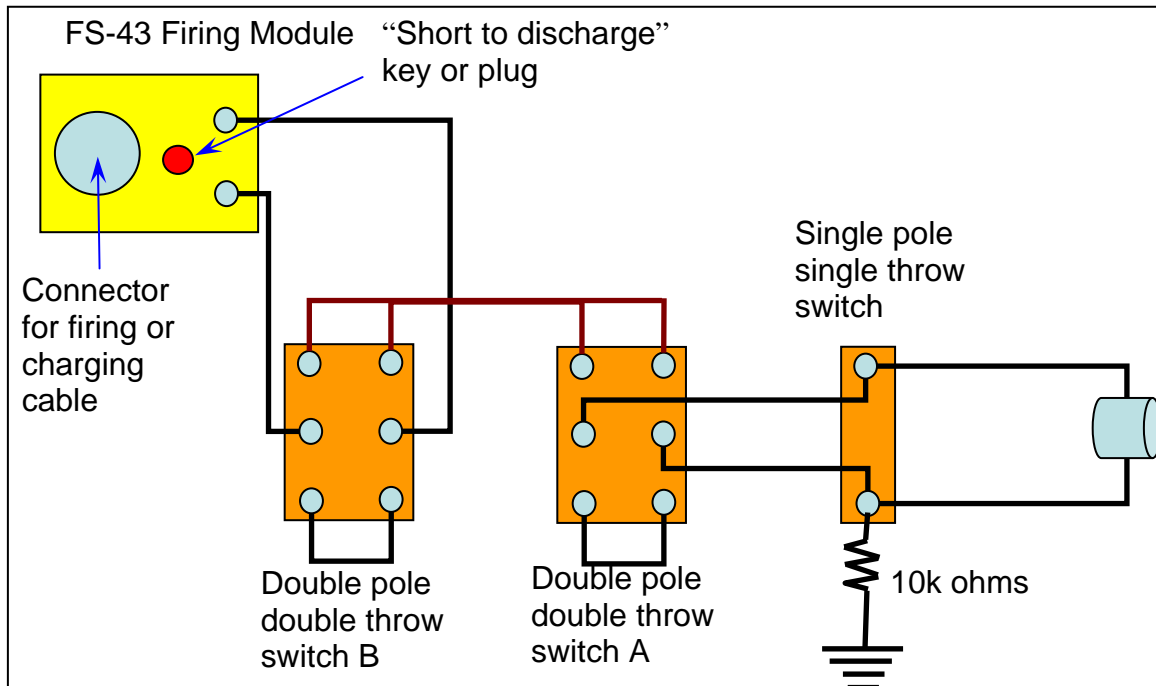 FS-43 Firing Module
“Short to discharge”
key or plug
Connector
for firing or
charging
cable
Single pole
single throw
switch
Double pole
double throw
switch B
Double pole
double throw
switch A
10k ohms